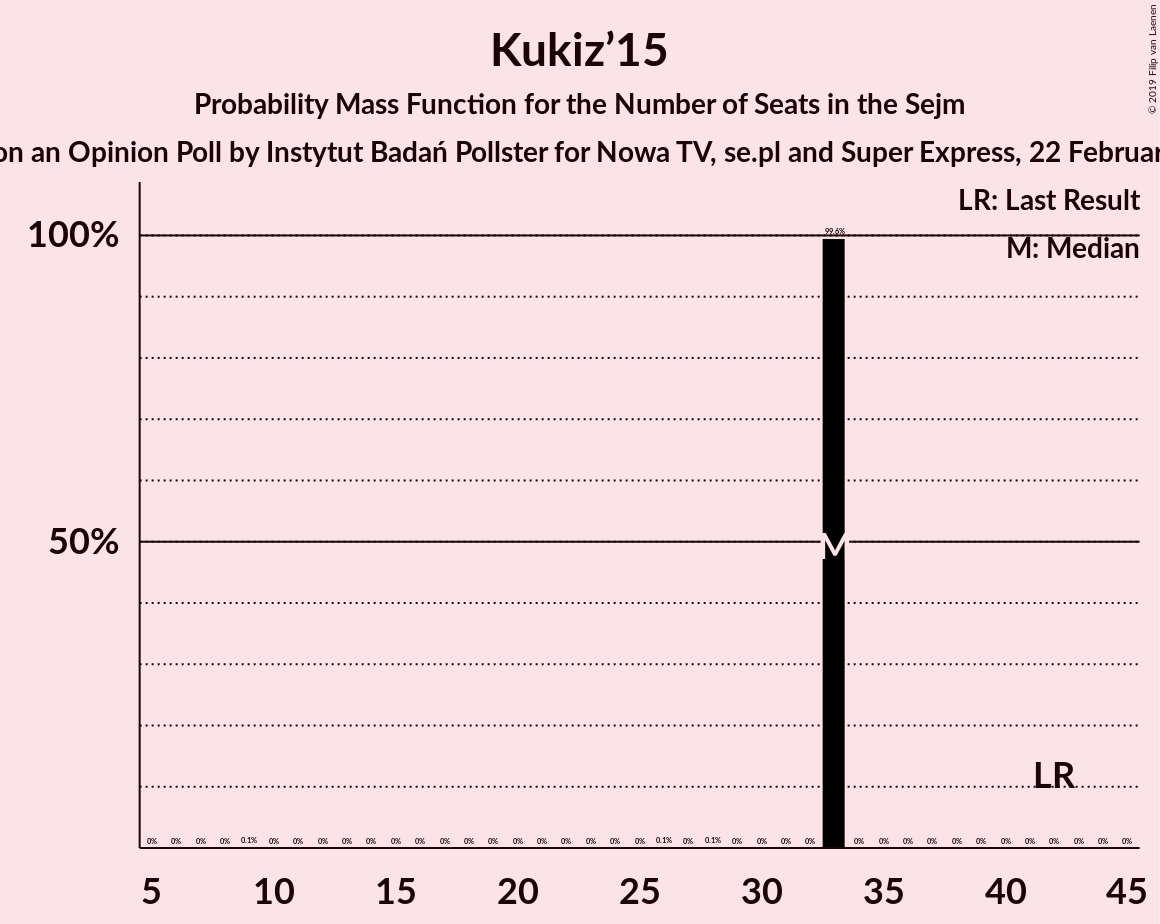 Kukiz’15
Probability Mass Function for the Number of Seats in the Sejm
on an Opinion Poll by Instytut Badań Pollster for Nowa TV, se.pl and Super Express, 22 Februar
© 2019 Filip van Laenen
LR: Last Result
M: Median
100%
50%
99.6%
M
LR
0% 0% 0% 0% 0.1% 0% 0% 0% 0% 0% 0% 0% 0% 0% 0% 0% 0% 0% 0% 0% 0% 0.1% 0% 0.1% 0% 0% 0% 0% 0% 0% 0% 0% 0% 0% 0% 0% 0% 0% 0% 0%
5 10 15 20 25 30 35 40 45